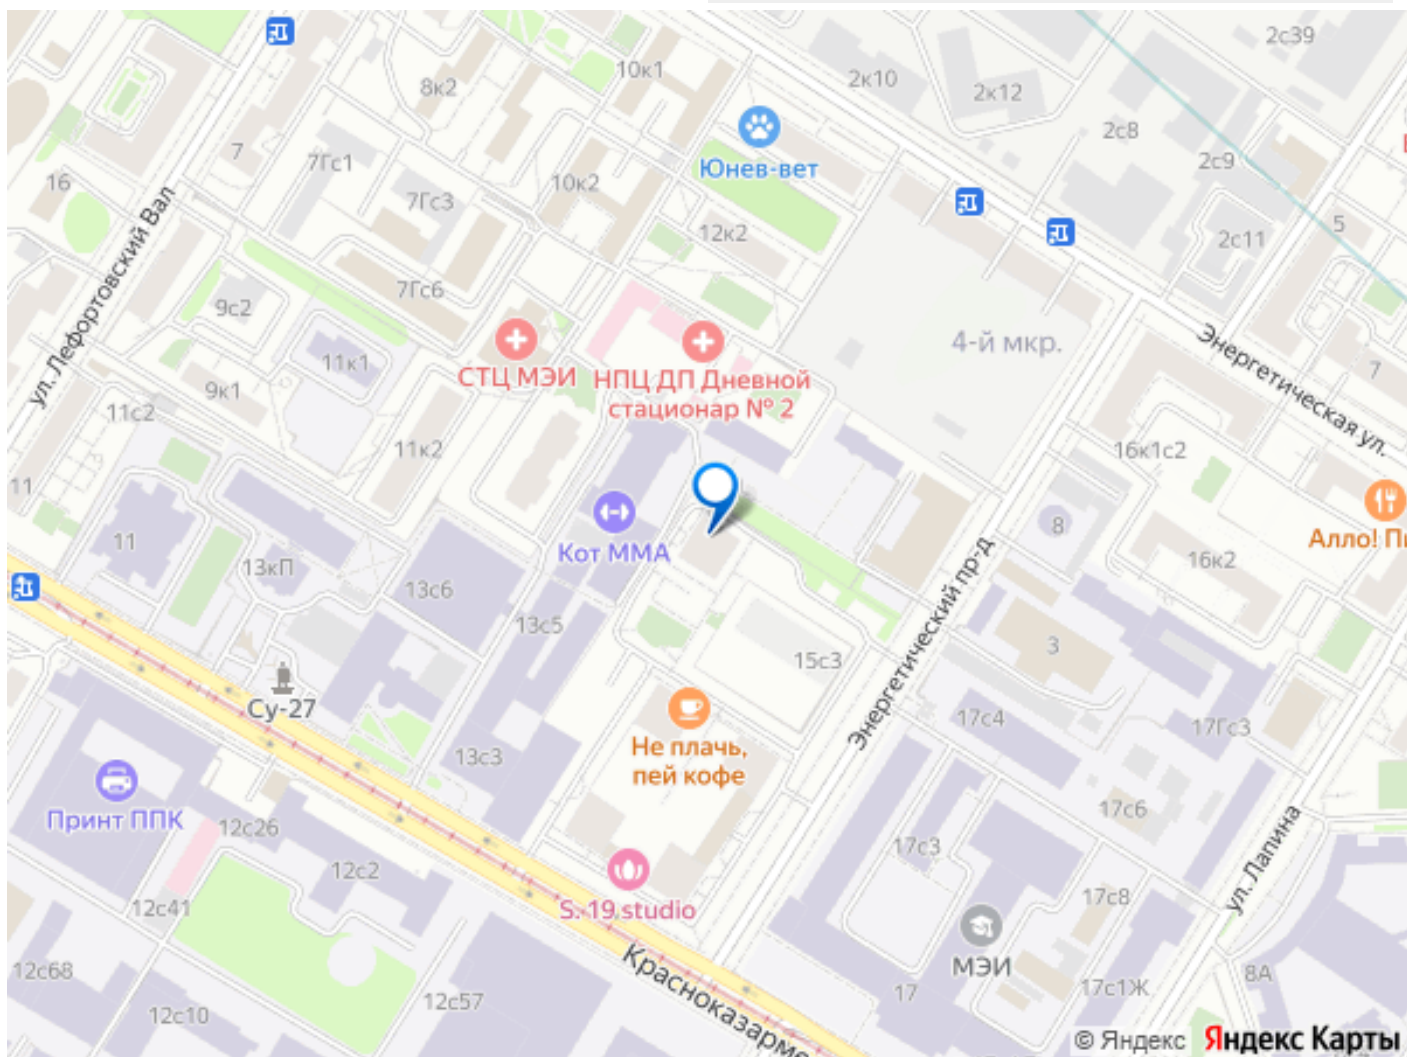 2с39
10к1
8к2
2к10
2к12
2с8
2с9
7
7Гс1
Юнев-вет
16
10к2
7Гс3
5
12к2
2с11
ул. Лефортовский Вал
7Гс6
9с2
4-й мкр.
Энергетическая ул.
11к1
СТЦ МЭИ
НПЦ ДП Дневной
стационар № 2
7
9к1
11с2
11к2
16к1с2
11
8
Алло! Пи
11
Кот ММА
13кП
16к2
13с6
Энергетический пр-д
13с5
3
15с3
Су-27
17с4
17Гс3
Не плачь,
пей кофе
13с3
Принт ППК
17с6
12с26
17с3
ул. Лапина
12с2
17с8
12с41
S.-19.studio
МЭИ
12с68
8А
Красноказарме
12с57
17
17с1Ж
12с10
© Яндекс Яндекс Карты